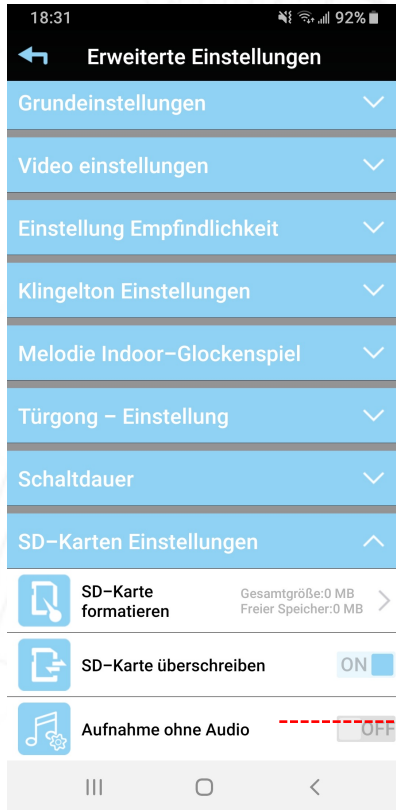 18:31 92%
Erweiterte Einstellungen
Grundeinstellungen
Video einstellungen
Einstellung Empfindlichkeit
Klingelton Einstellungen
Melodie Indoor–Glockenspiel
Türgong – Einstellung
Schaltdauer
SD–Karten Einstellungen
SD–Karte
formatieren
Gesamtgröße:0 MB
Freier Speicher:0 MB
SD–Karte überschreiben ON
Aufnahme ohne Audio OFF